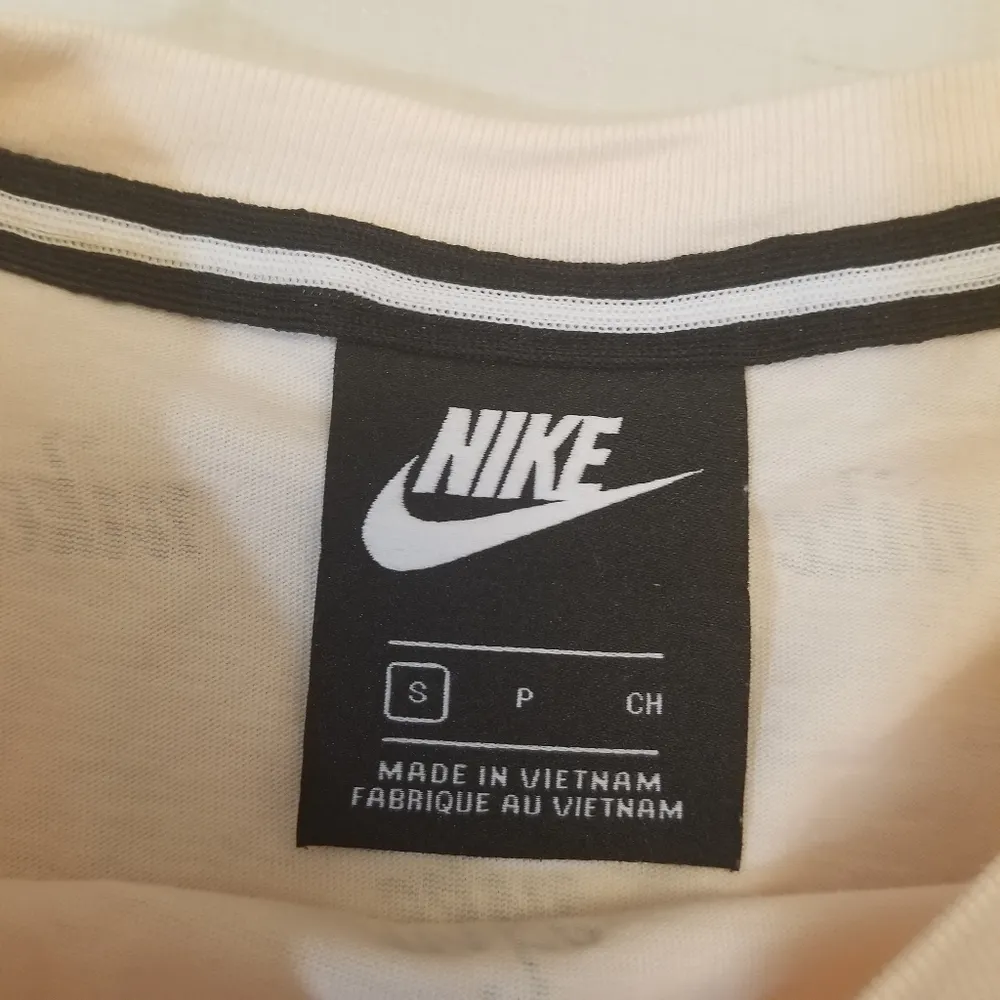 NIKE
S P CH
MADE IN VIETNAM
FABRIQUE AU VIETNAM